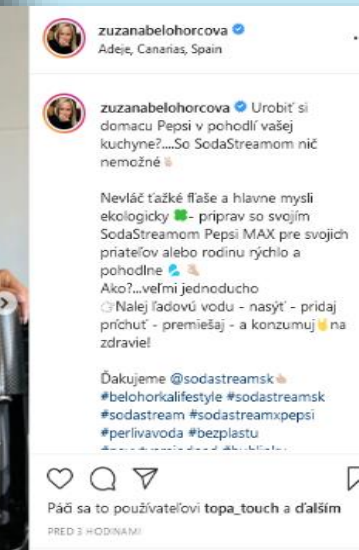 zuzanabelohorcova
Adeje, Canarias, Spain
zuzanabelohorcova Urobiť si
domacu Pepsi v pohodlí vašej
kuchyne?....So SodaStreamom nič
nemožné
Nevláč ťažké fľaše a hlavne mysli
ekologicky 🍀- priprav so svojím
SodaStreamom Pepsi MAX pre svojich
priateľov alebo rodinu rýchlo a
pohodlne 💦
Ako?...veľmi jednoducho
Nalej ľadovú vodu - nasýť - pridaj
príchuť - premiešaj - a konzumuj na
zdravie!
Ďakujeme @sodastreamsk
#belohorkalifestyle #sodastreamsk
#sodastream #sodastreamxpepsi
#perlivavoda #bezplastu
Páči sa to používateľovi topa_touch a ďalším
PRED 3 HODINAMI